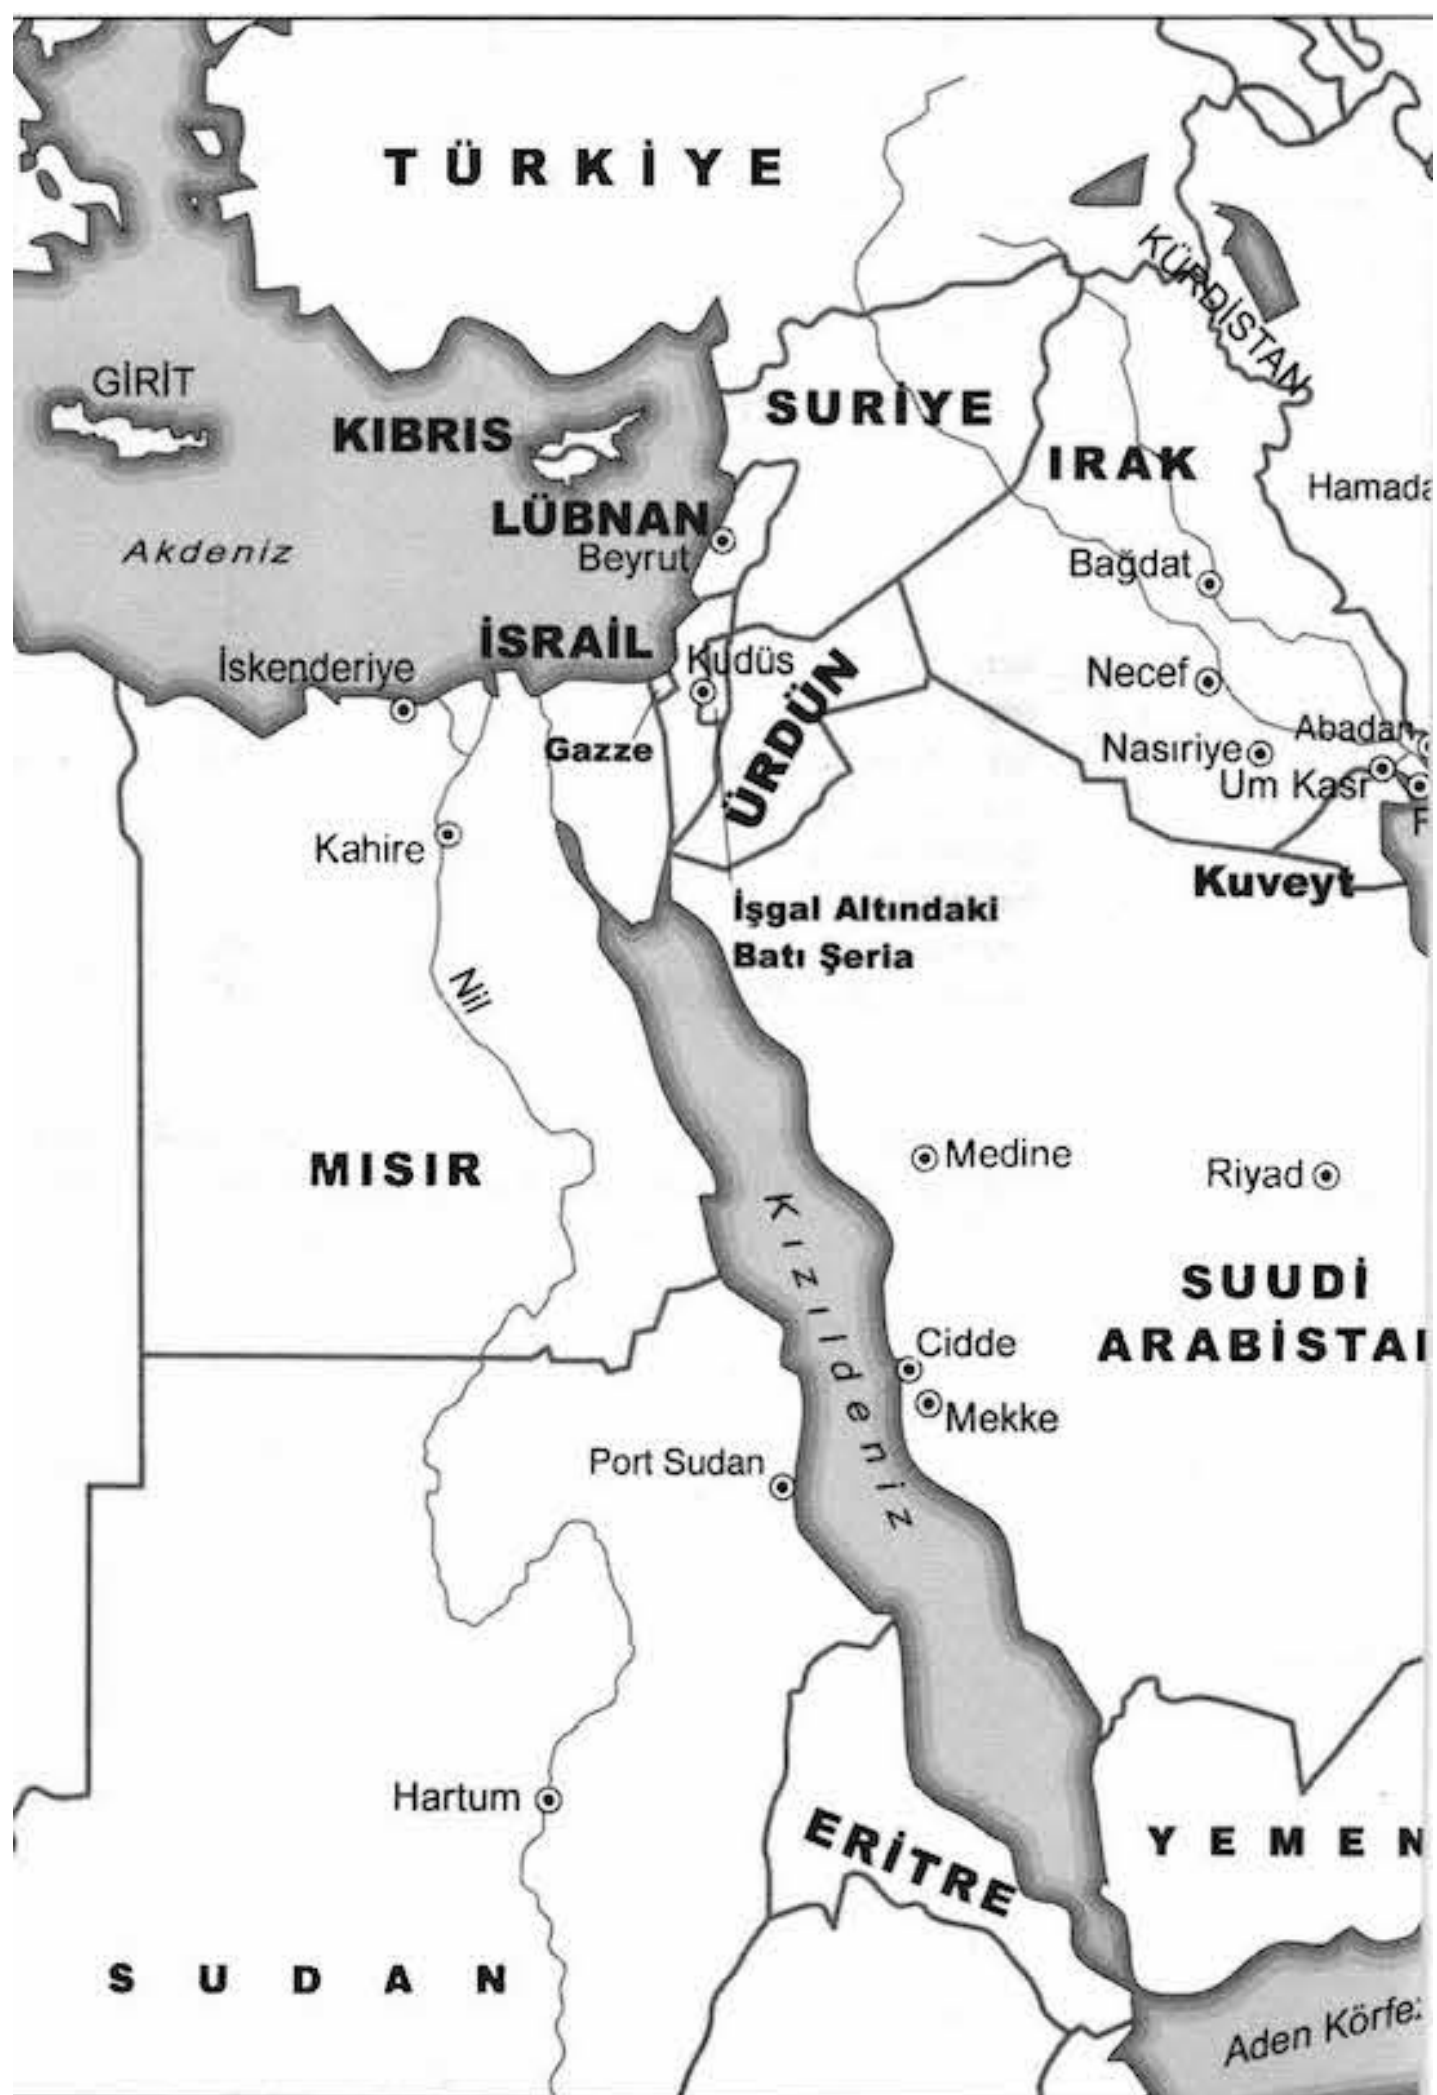 TÜRKİYE
KÜRDİSTAN
GİRİT
KIBRIS
SURİYE
IRAK
Hamada
LÜBNAN
Beyrut
Akdeniz
Bağdat
İSRAİL
İskenderiye
Kudüs
Necef
ÜRDÜN
Abadan
Gazze
Nasıriye
Um Kasr
F
Kahire
Kuveyt
İşgal Altındaki
Batı Şeria
Nil
Medine
MISIR
Riyad
Kızıldeniz
SUUDİ
ARABİSTA
Cidde
Mekke
Port Sudan
Hartum
ERİTRE
YEMEN
SUDAN
Aden Körfez